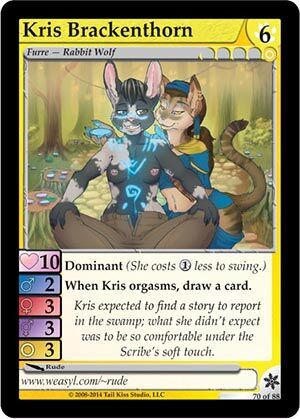 Kris Brackenthorn
6
Furre — Rabbit Wolf
10
Dominant (She costs 1 less to swing.)
2
When Kris orgasms, draw a card.
3
Kris expected to find a story to report
in the swamp; what she didn't expect
3
was to be so comfortable under the
3
Scribe's soft touch.
Rude
www.weasyl.com/~rude
70 of 88
© 2008-2014 Tail Kiss Studio, LLC